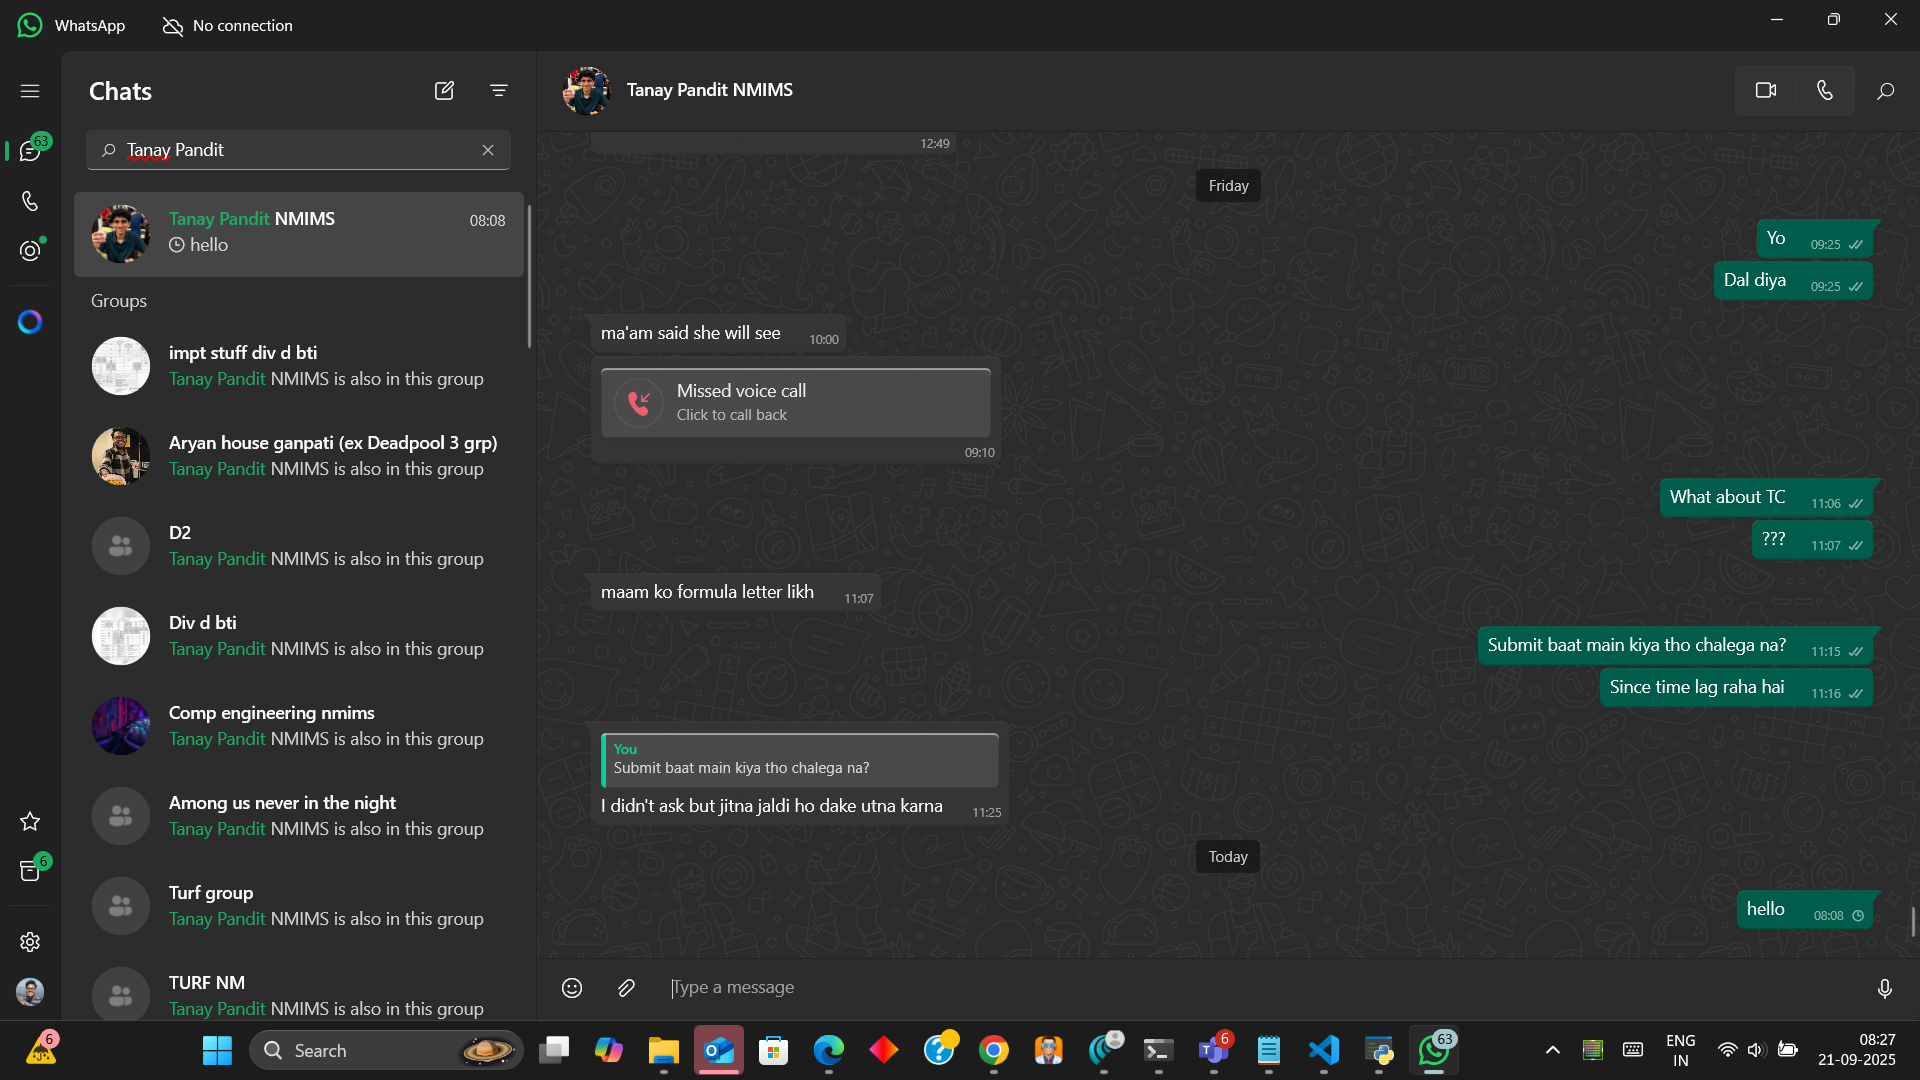 WhatsApp
No connection
Chats
63
Tanay Pandit
Tanay Pandit NMIMS
08:08
hello
Groups
impt stuff div d bti
Tanay Pandit NMIMS is also in this group
Aryan house ganpati (ex Deadpool 3 grp)
Tanay Pandit NMIMS is also in this group
D2
Tanay Pandit NMIMS is also in this group
Div d bti
Tanay Pandit NMIMS is also in this group
Comp engineering nmims
Tanay Pandit NMIMS is also in this group
Among us never in the night
Tanay Pandit NMIMS is also in this group
6
Turf group
Tanay Pandit NMIMS is also in this group
TURF NM
Tanay Pandit NMIMS is also in this group
Tanay Pandit NMIMS
12:49
Friday
Yo 09:25
Dal diya 09:25
ma'am said she will see 10:00
Missed voice call
Click to call back
09:10
What about TC 11:06
??? 11:07
maam ko formula letter likh 11:07
Submit baat main kiya tho chalega na? 11:15
Since time lag raha hai 11:16
You
Submit baat main kiya tho chalega na?
I didn't ask but jitna jaldi ho dake utna karna 11:25
Today
hello 08:08
Type a message
6
Search
6
63
ENG
IN
08:27
21-09-2025